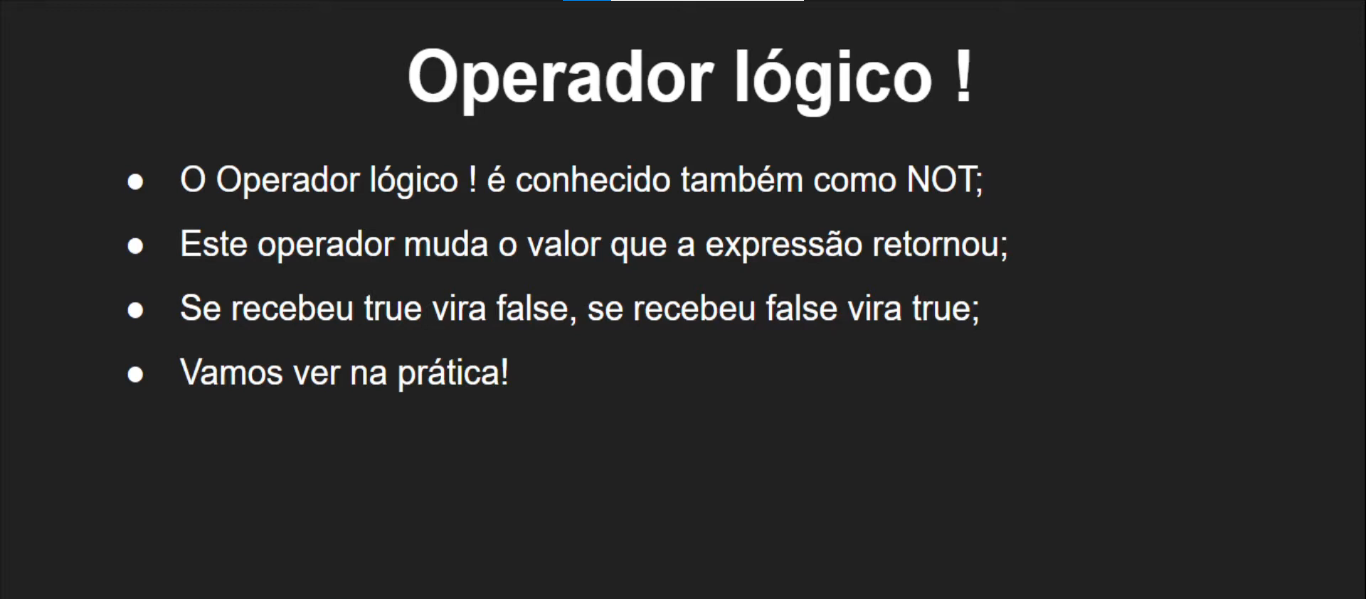 Operador lógico !
● O Operador lógico ! é conhecido também como NOT;
● Este operador muda o valor que a expressão retornou;
● Se recebeu true vira false, se recebeu false vira true;
● Vamos ver na prática!